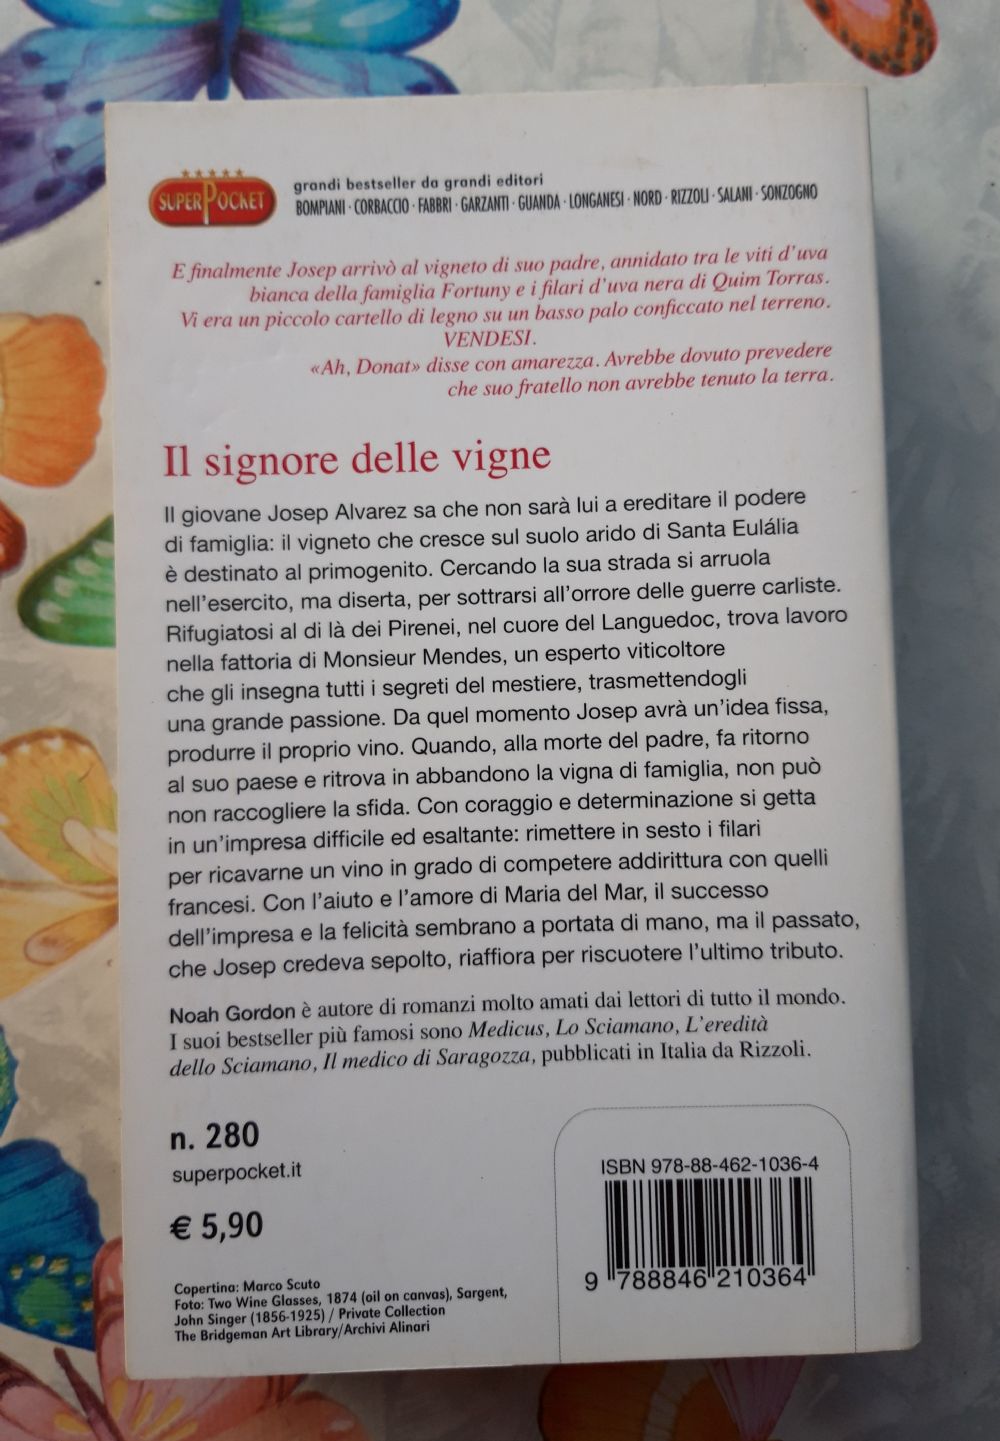 SUPERPOCKET
grandi bestseller da grandi editori
BOMPIANI · CORBACCIO · FABBRI · GARZANTI · GUANDA · LONGANESI · NORD · RIZZOLI · SALANI · SONZOGNO
E finalmente Josep arrivò al vigneto di suo padre, annidato tra le viti d'uva
bianca della famiglia Fortuny e i filari d'uva nera di Quim Torras.
Vi era un piccolo cartello di legno su un basso palo conficcato nel terreno.
VENDESI.
«Ah, Donat» disse con amarezza. Avrebbe dovuto prevedere
che suo fratello non avrebbe tenuto la terra.
Il signore delle vigne
Il giovane Josep Alvarez sa che non sarà lui a ereditare il podere
di famiglia: il vigneto che cresce sul suolo arido di Santa Eulália
è destinato al primogenito. Cercando la sua strada si arruola
nell'esercito, ma diserta, per sottrarsi all'orrore delle guerre carliste.
Rifugiatosi al di là dei Pirenei, nel cuore del Languedoc, trova lavoro
nella fattoria di Monsieur Mendes, un esperto viticoltore
che gli insegna tutti i segreti del mestiere, trasmettendogli
una grande passione. Da quel momento Josep avrà un'idea fissa,
produrre il proprio vino. Quando, alla morte del padre, fa ritorno
al suo paese e ritrova in abbandono la vigna di famiglia, non può
non raccogliere la sfida. Con coraggio e determinazione si getta
in un'impresa difficile ed esaltante: rimettere in sesto i filari
per ricavarne un vino in grado di competere addirittura con quelli
francesi. Con l'aiuto e l'amore di Maria del Mar, il successo
dell'impresa e la felicità sembrano a portata di mano, ma il passato,
che Josep credeva sepolto, riaffiora per riscuotere l'ultimo tributo.
Noah Gordon è autore di romanzi molto amati dai lettori di tutto il mondo.
I suoi bestseller più famosi sono Medicus, Lo Sciamano, L'eredità
dello Sciamano, Il medico di Saragozza, pubblicati in Italia da Rizzoli.
n. 280
superpocket.it
€ 5,90
Copertina: Marco Scuto
Foto: Two Wine Glasses, 1874 (oil on canvas), Sargent,
John Singer (1856-1925) / Private Collection
The Bridgeman Art Library/Archivi Alinari
ISBN 978-88-462-1036-4
9 788846 210364